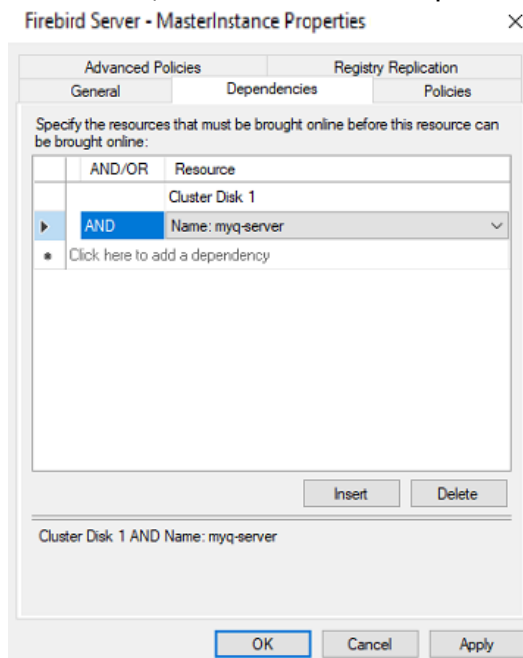 Firebird Server - MasterInstance Properties
Advanced Policies
Registry Replication
General
Dependencies
Policies
Specify the resources that must be brought online before this resource can
be brought online:
AND/OR Resource
Cluster Disk 1
AND Name: myq-server
Click here to add a dependency
Insert
Delete
Cluster Disk 1 AND Name: myq-server
OK
Cancel
Apply